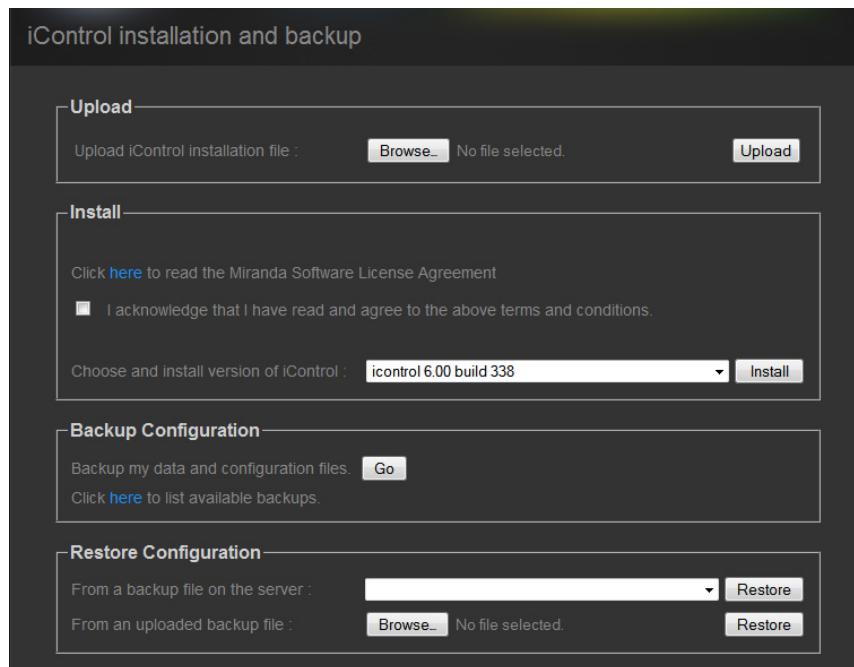 iControl installation and backup
Upload
Upload iControl installation file : Browse... No file selected. Upload
Install
Click here to read the Miranda Software License Agreement
I acknowledge that I have read and agree to the above terms and conditions.
Choose and install version of iControl : icontrol 6.00 build 338 Install
Backup Configuration
Backup my data and configuration files. Go
Click here to list available backups.
Restore Configuration
From a backup file on the server : Restore
From an uploaded backup file : Browse... No file selected. Restore